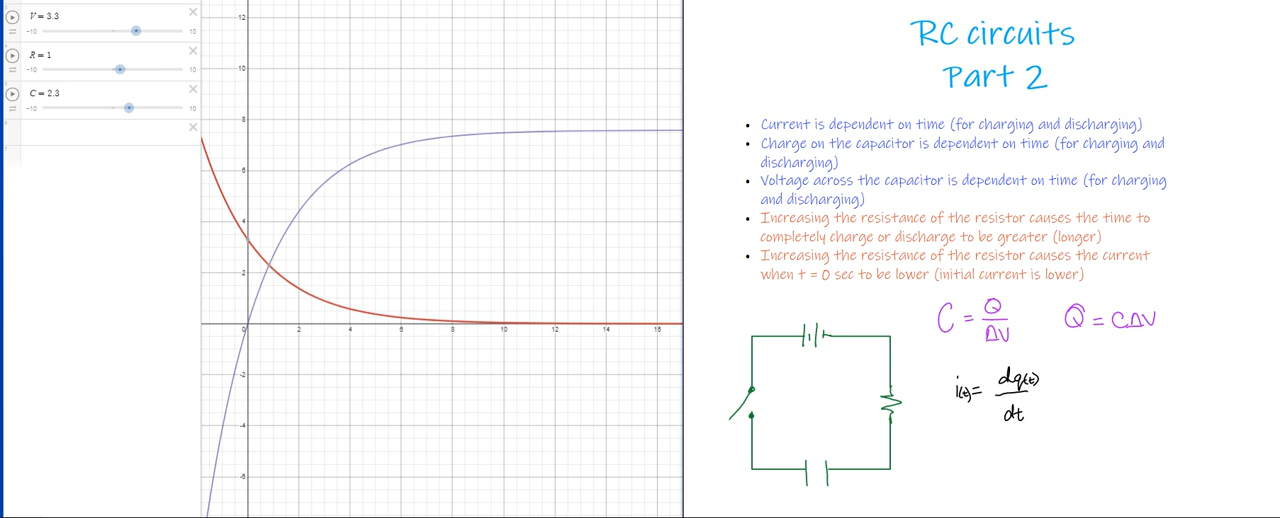 V = 3.3
-10
10
R = 1
-10
10
C = 2.3
-10
10
12
10
8
6
4
2
0
2
4
6
8
10
12
14
16
-2
-4
-6
RC circuits
Part 2
• Current is dependent on time (for charging and discharging)
• Charge on the capacitor is dependent on time (for charging and
discharging)
• Voltage across the capacitor is dependent on time (for charging
and discharging)
• Increasing the resistance of the resistor causes the time to
completely charge or discharge to be greater (longer)
• Increasing the resistance of the resistor causes the current
when t = 0 sec to be lower (initial current is lower)
C = Q/ΔV
Q = CΔV
i(t) = dq(t)/dt